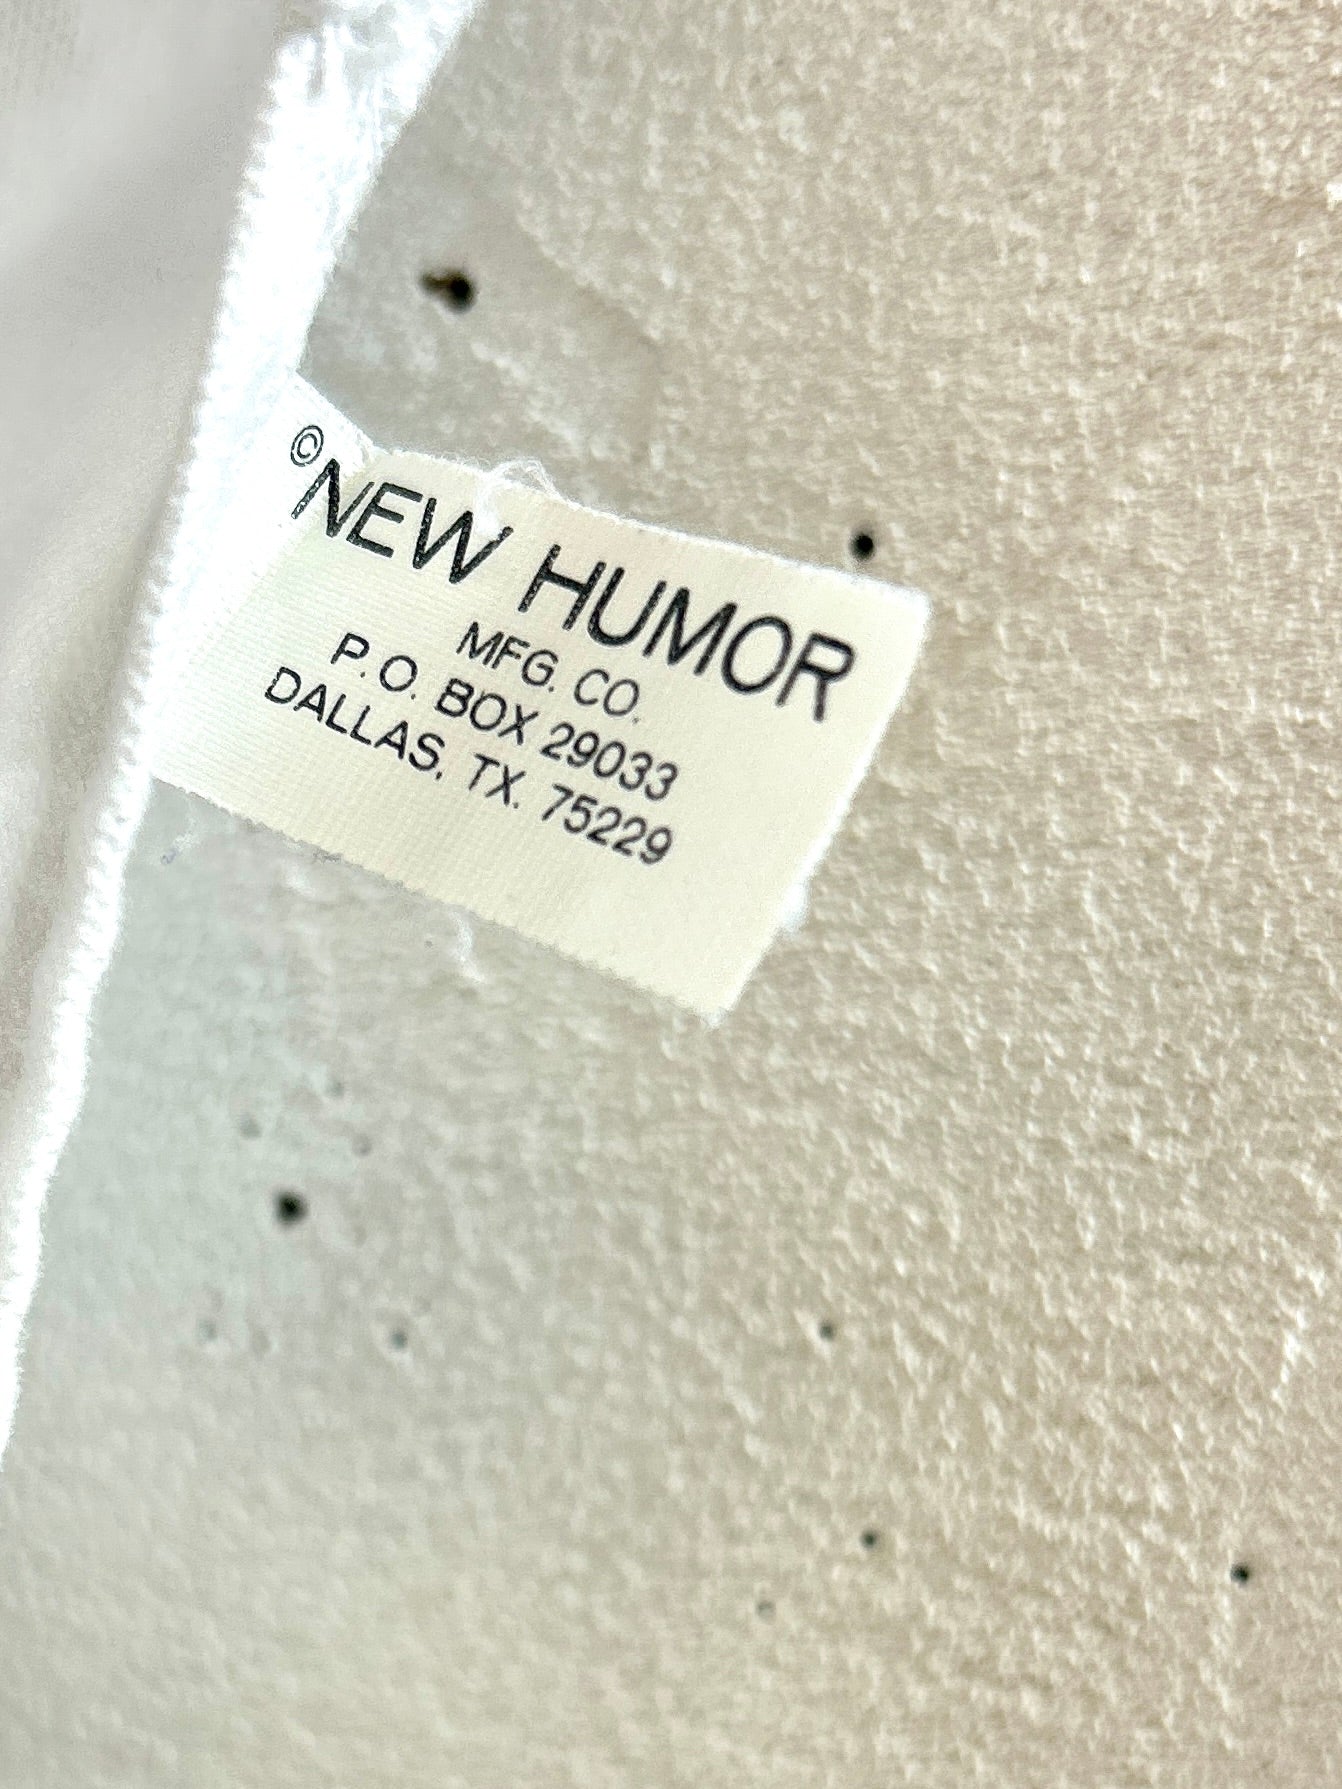 ©NEW HUMOR
MFG. CO.
P.O. BOX 29033
DALLAS, TX. 75229